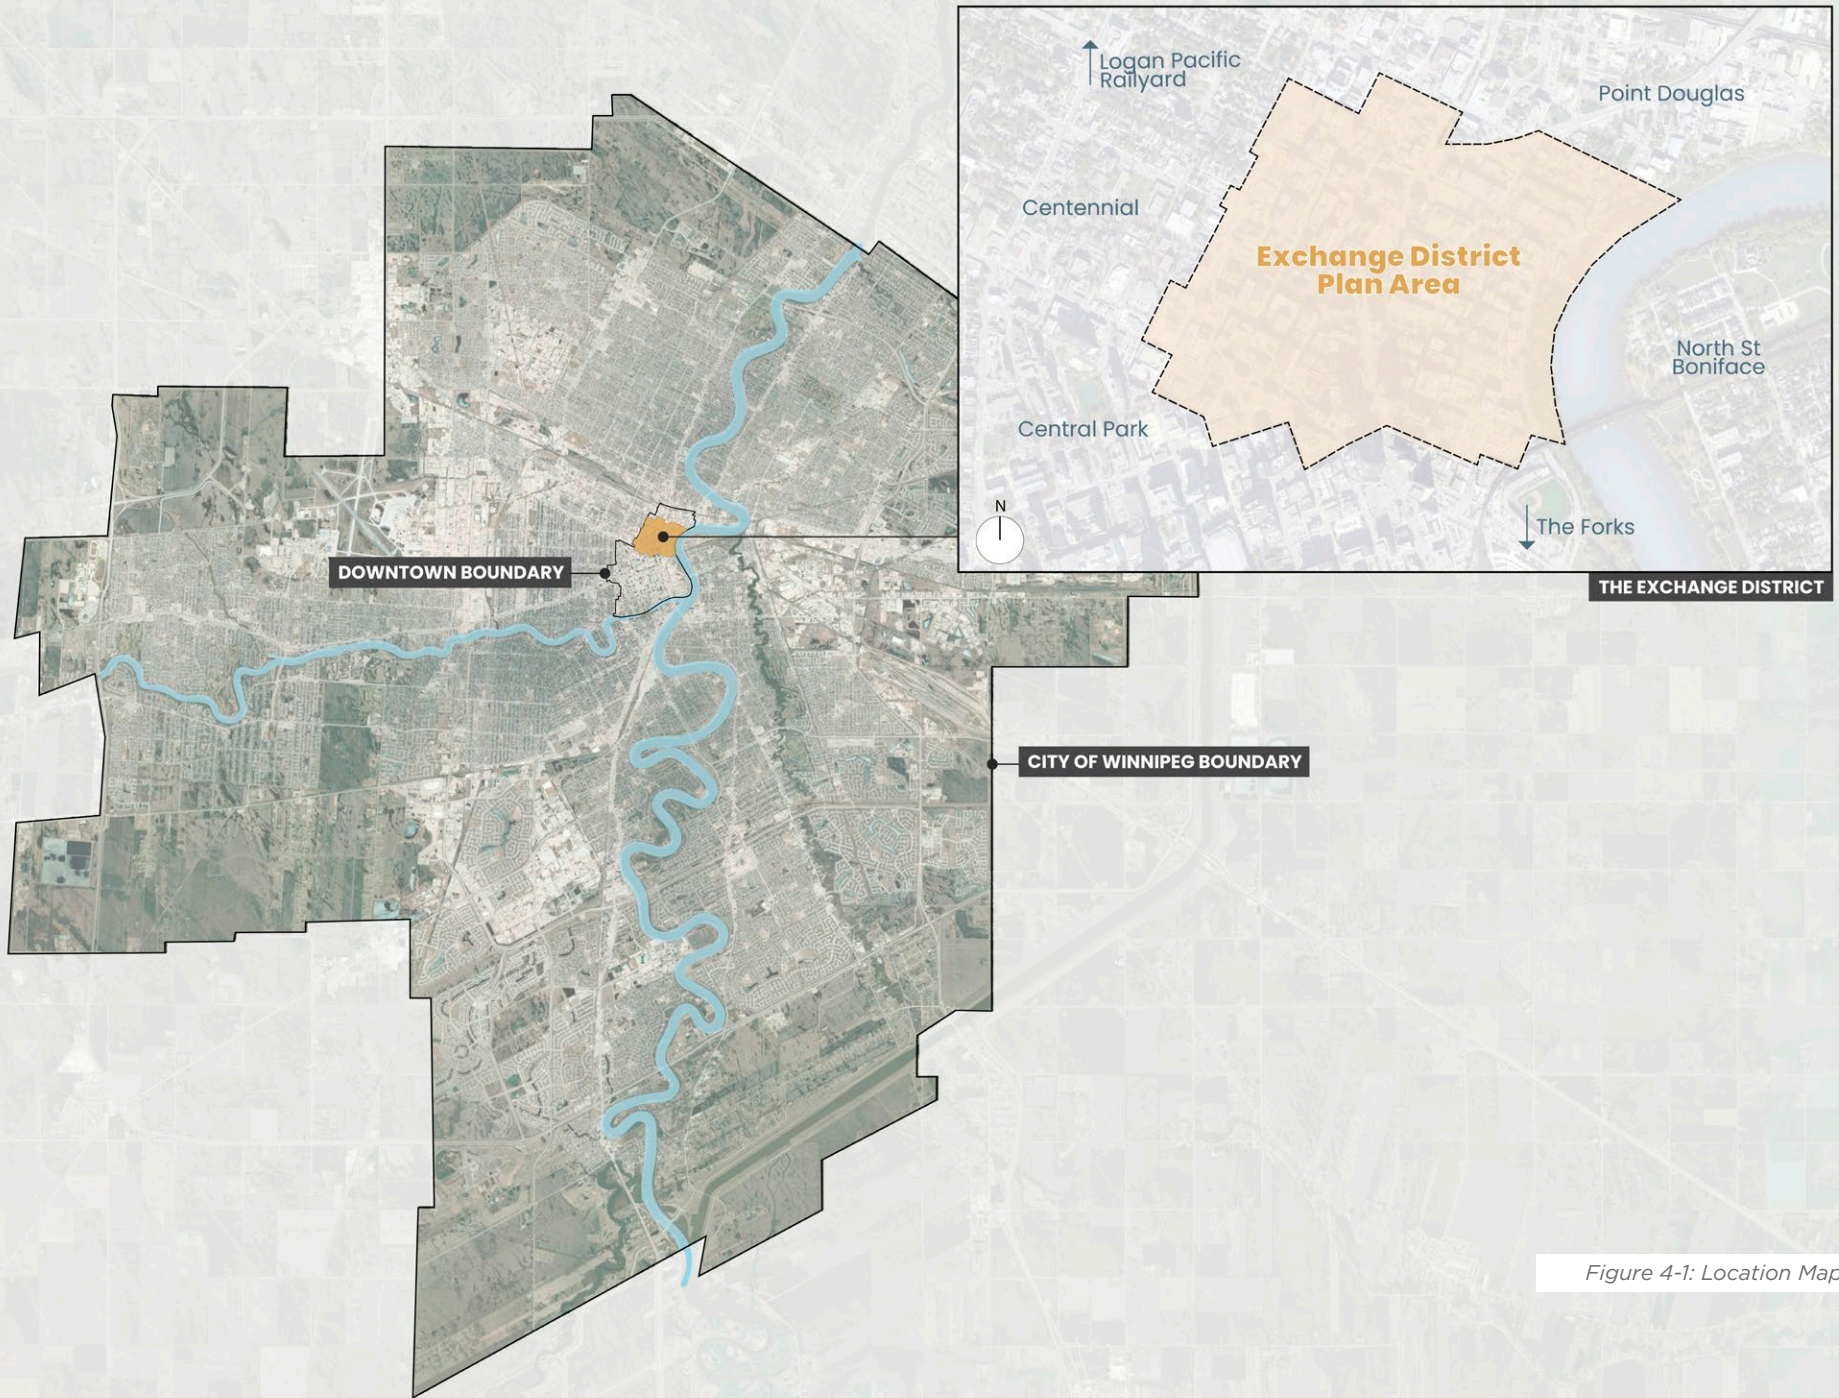 Logan Pacific
Railyard
Point Douglas
Centennial
Exchange District
Plan Area
North St
Boniface
Central Park
N
The Forks
THE EXCHANGE DISTRICT
DOWNTOWN BOUNDARY
CITY OF WINNIPEG BOUNDARY
Figure 4-1: Location Map